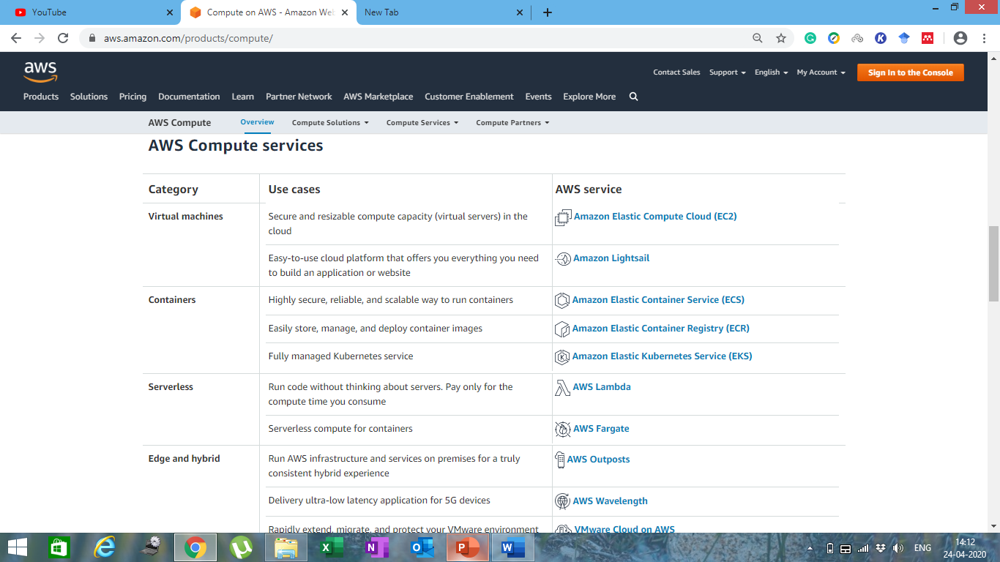 YouTube
Compute on AWS - Amazon Web
New Tab
aws.amazon.com/products/compute/
aws
Contact Sales Support English My Account Sign In to the Console
Products Solutions Pricing Documentation Learn Partner Network AWS Marketplace Customer Enablement Events Explore More
AWS Compute Overview Compute Solutions Compute Services Compute Partners
AWS Compute services
Category Use cases AWS service
Virtual machines Secure and resizable compute capacity (virtual servers) in the Amazon Elastic Compute Cloud (EC2)
cloud
Easy-to-use cloud platform that offers you everything you need Amazon Lightsail
to build an application or website
Containers Highly secure, reliable, and scalable way to run containers Amazon Elastic Container Service (ECS)
Easily store, manage, and deploy container images Amazon Elastic Container Registry (ECR)
Fully managed Kubernetes service Amazon Elastic Kubernetes Service (EKS)
Serverless Run code without thinking about servers. Pay only for the AWS Lambda
compute time you consume
Serverless compute for containers AWS Fargate
Edge and hybrid Run AWS infrastructure and services on premises for a truly AWS Outposts
consistent hybrid experience
Delivery ultra-low latency application for 5G devices AWS Wavelength
Rapidly extend, migrate, and protect your VMware environment VMware Cloud on AWS
ENG
14:12
24-04-2020